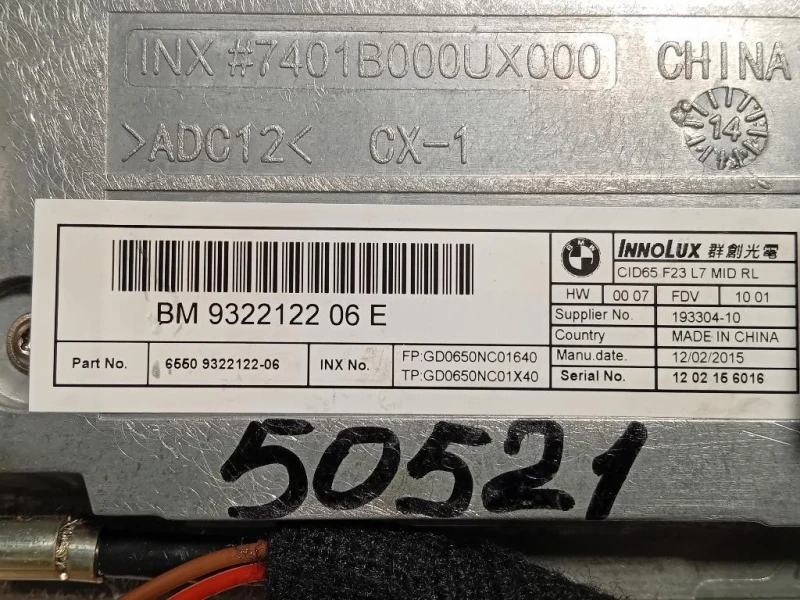 INX #7401B000UX000
CHINA
>ADC12< CX-1
14
BMW
INNOLUX 群創光電
CID65 F23 L7 MID RL
BM 9322122 06 E
HW 00 07 FDV 10 01
Supplier No. 193304-10
Country MADE IN CHINA
Manu.date. 12/02/2015
Serial No. 12 02 15 6016
Part No. 6550 9322122-06 INX No. FP:GD0650NC01640
TP:GD0650NC01X40
50521